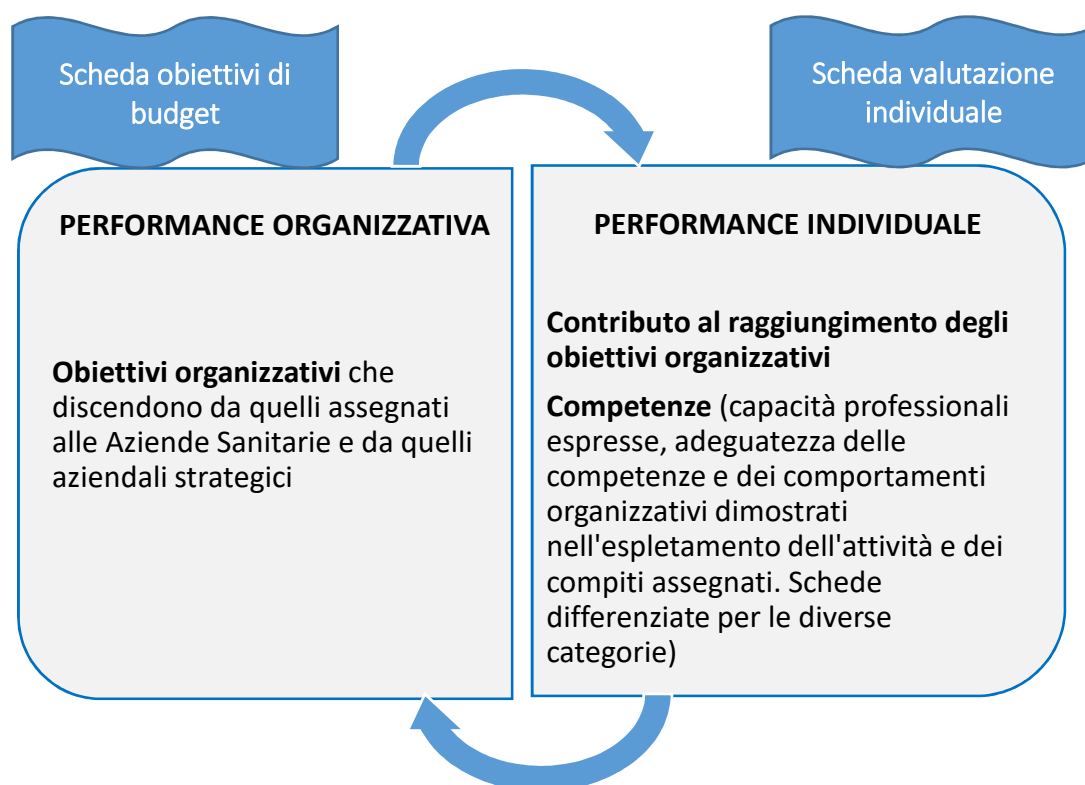 Scheda obiettivi di
budget
Scheda valutazione
individuale
PERFORMANCE ORGANIZZATIVA
Obiettivi organizzativi che
discendono da quelli assegnati
alle Aziende Sanitarie e da quelli
aziendali strategici
PERFORMANCE INDIVIDUALE
Contributo al raggiungimento degli
obiettivi organizzativi
Competenze (capacità professionali
espresse, adeguatezza delle
competenze e dei comportamenti
organizzativi dimostrati
nell'espletamento dell'attività e dei
compiti assegnati. Schede
differenziate per le diverse
categorie)